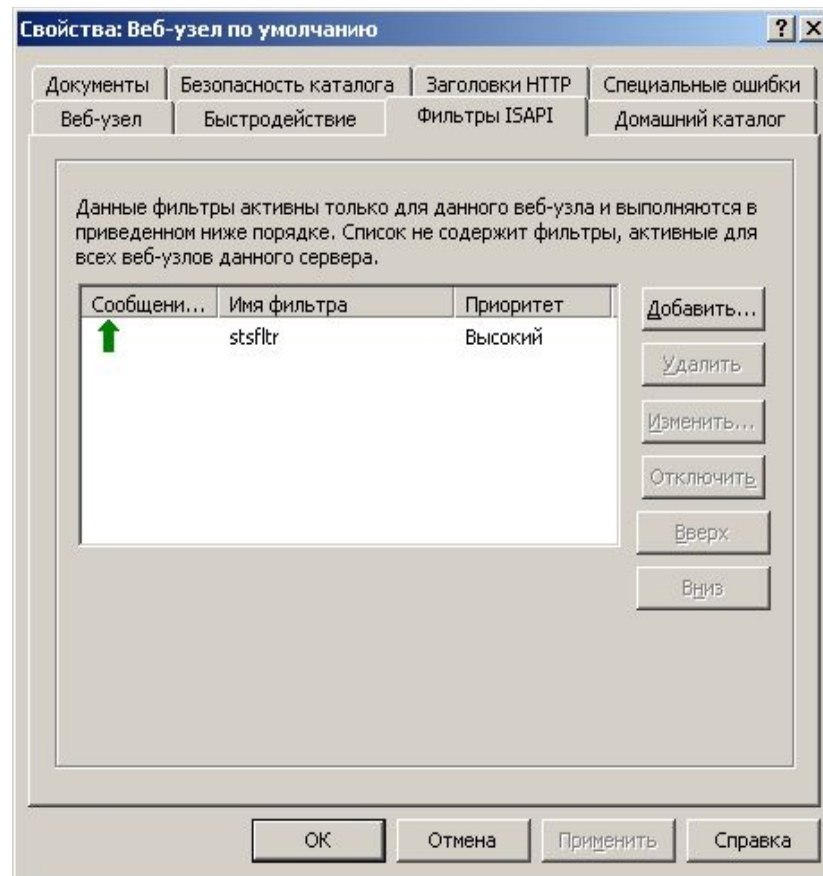 Свойства: Веб-узел по умолчанию
Документы Безопасность каталога Заголовки HTTP Специальные ошибки
Веб-узел Быстродействие Фильтры ISAPI Домашний каталог
Данные фильтры активны только для данного веб-узла и выполняются в
приведенном ниже порядке. Список не содержит фильтры, активные для
всех веб-узлов данного сервера.
Сообщени... Имя фильтра Приоритет
stsfltr Высокий
Добавить...
Удалить
Изменить...
Отключить
Вверх
Вниз
ОК Отмена Применить Справка